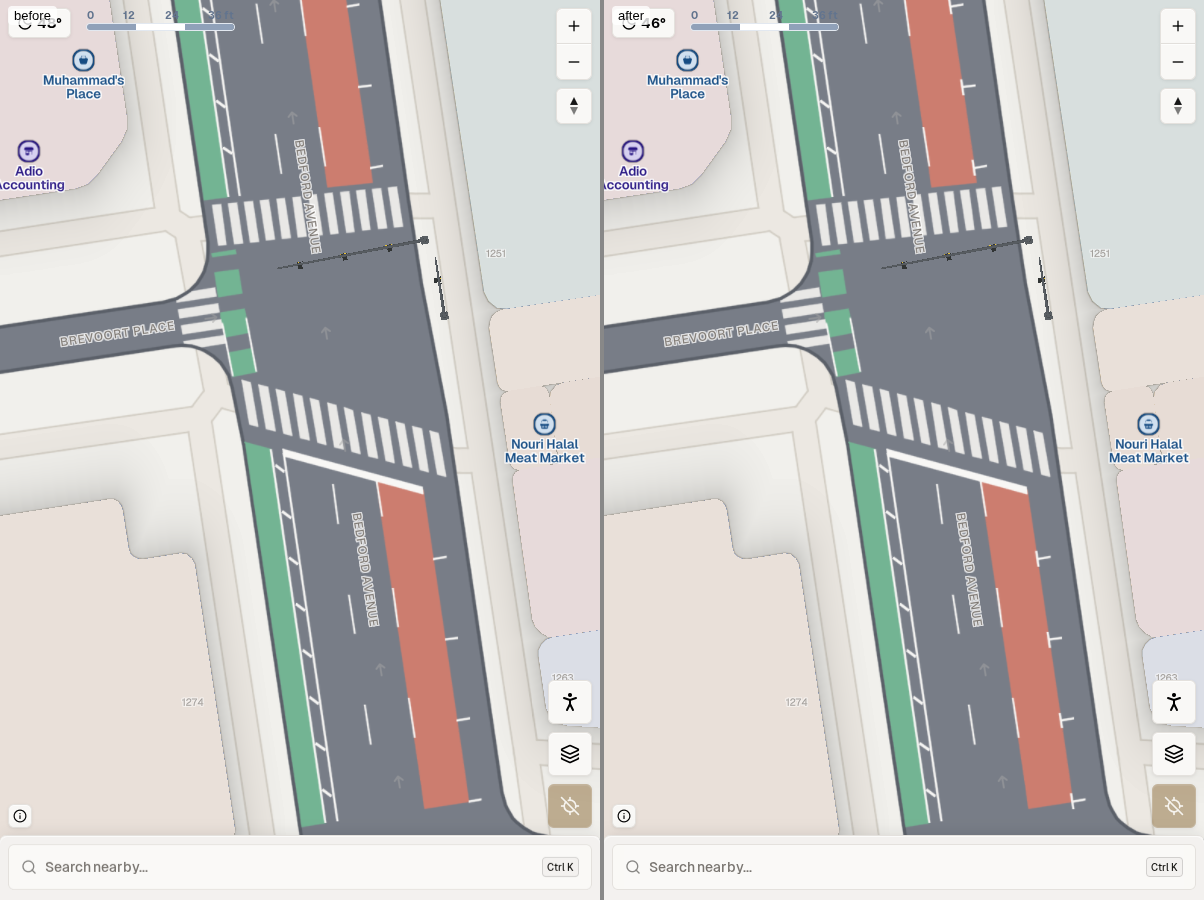 before
0 12
Muhammad's
Place
Adio
Accounting
BEDFORD AVENUE
1251
BREVOORT PLACE
Nouri Halal
Meat Market
BEDFORD AVENUE
1263
1274
Search nearby...
Ctrl K
after
46°
0 12
Muhammad's
Place
Adio
Accounting
BEDFORD AVENUE
1251
BREVOORT PLACE
Nouri Halal
Meat Market
BEDFORD AVENUE
1263
1274
Search nearby...
Ctrl K